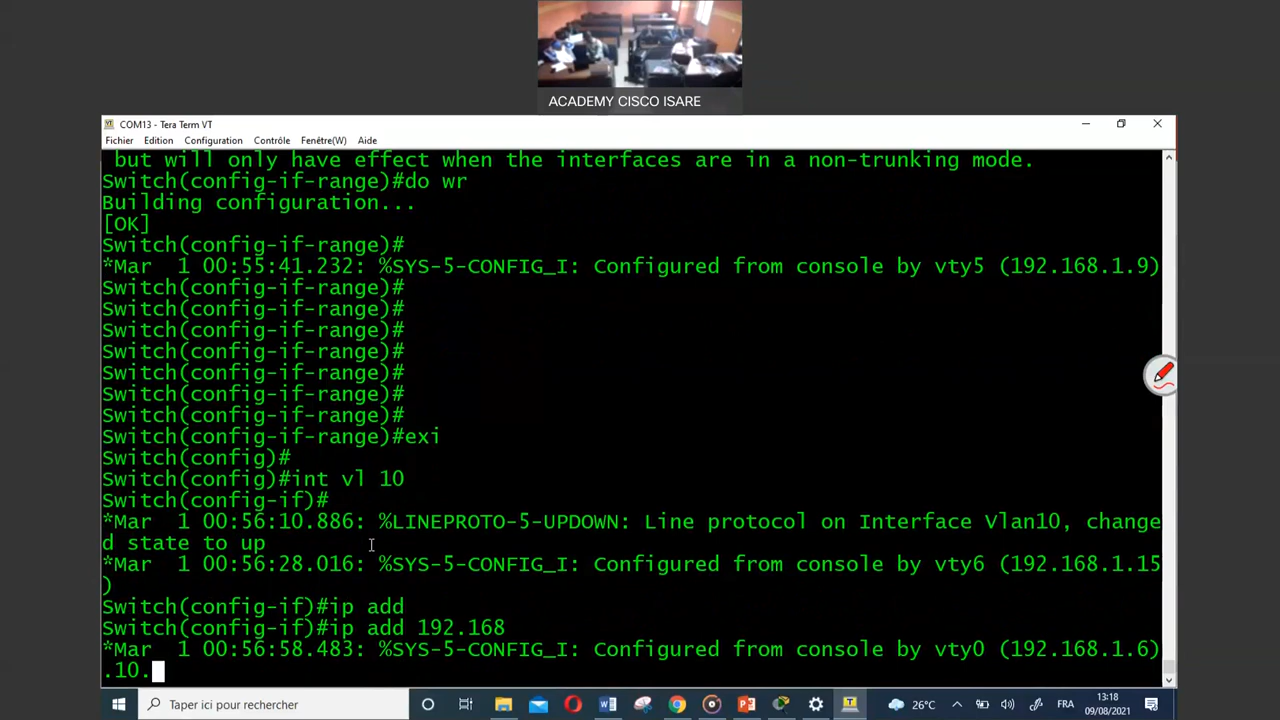 ACADEMY CISCO ISARE
COM13 - Tera Term VT
Fichier Edition Configuration Contrôle Fenêtre(W) Aide
but will only have effect when the interfaces are in a non-trunking mode.
Switch(config-if-range)#do wr
Building configuration...
[OK]
Switch(config-if-range)#
*Mar  1 00:55:41.232: %SYS-5-CONFIG_I: Configured from console by vty5 (192.168.1.9)
Switch(config-if-range)#
Switch(config-if-range)#
Switch(config-if-range)#
Switch(config-if-range)#
Switch(config-if-range)#
Switch(config-if-range)#
Switch(config-if-range)#
Switch(config-if-range)#exi
Switch(config)#
Switch(config)#int vl 10
Switch(config-if)#
*Mar  1 00:56:10.886: %LINEPROTO-5-UPDOWN: Line protocol on Interface Vlan10, change
d state to up
*Mar  1 00:56:28.016: %SYS-5-CONFIG_I: Configured from console by vty6 (192.168.1.15
)
Switch(config-if)#ip add
Switch(config-if)#ip add 192.168
*Mar  1 00:56:58.483: %SYS-5-CONFIG_I: Configured from console by vty0 (192.168.1.6)
.10.
Taper ici pour rechercher
26°C
FRA
13:18
09/08/2021